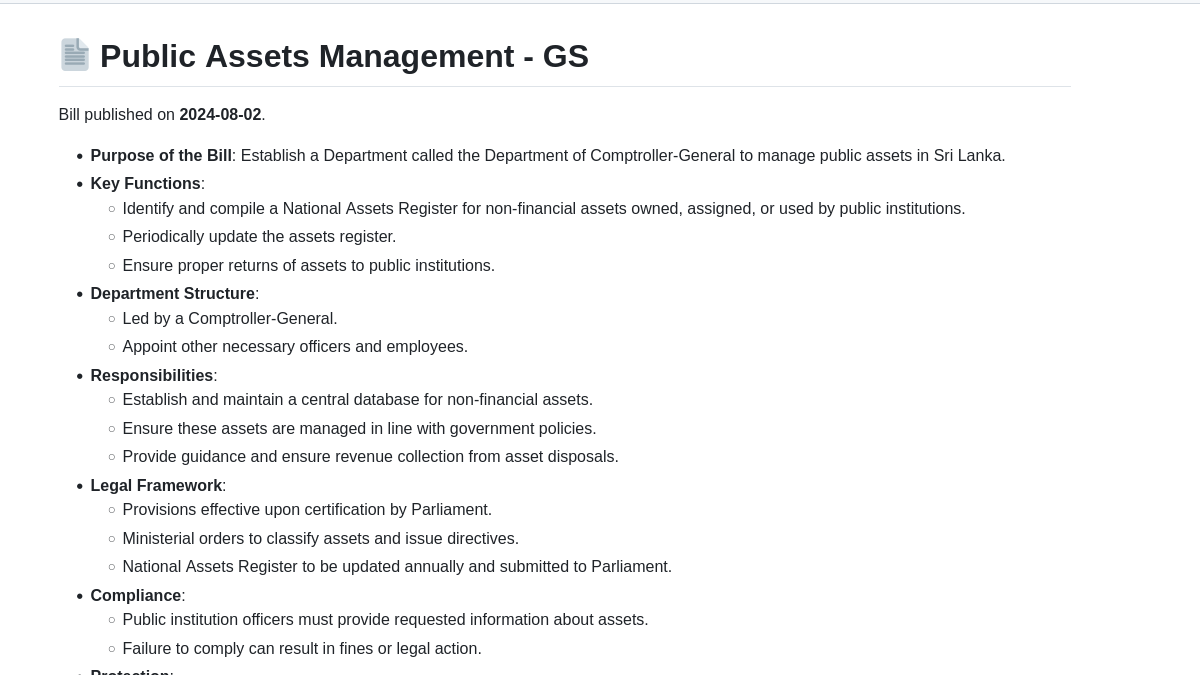 Public Assets Management - GS
Bill published on 2024-08-02.
• Purpose of the Bill: Establish a Department called the Department of Comptroller-General to manage public assets in Sri Lanka.
• Key Functions:
○ Identify and compile a National Assets Register for non-financial assets owned, assigned, or used by public institutions.
○ Periodically update the assets register.
○ Ensure proper returns of assets to public institutions.
• Department Structure:
○ Led by a Comptroller-General.
○ Appoint other necessary officers and employees.
• Responsibilities:
○ Establish and maintain a central database for non-financial assets.
○ Ensure these assets are managed in line with government policies.
○ Provide guidance and ensure revenue collection from asset disposals.
• Legal Framework:
○ Provisions effective upon certification by Parliament.
○ Ministerial orders to classify assets and issue directives.
○ National Assets Register to be updated annually and submitted to Parliament.
• Compliance:
○ Public institution officers must provide requested information about assets.
○ Failure to comply can result in fines or legal action.
• Protection: